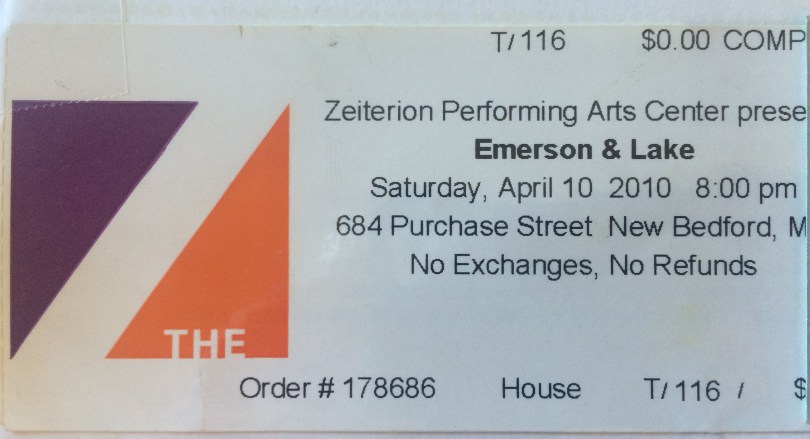 T/ 116 $0.00 COMP
Zeiterion Performing Arts Center prese
Emerson & Lake
Saturday, April 10 2010 8:00 pm
684 Purchase Street New Bedford, M
No Exchanges, No Refunds
THE
Order # 178686 House T/ 116 / $